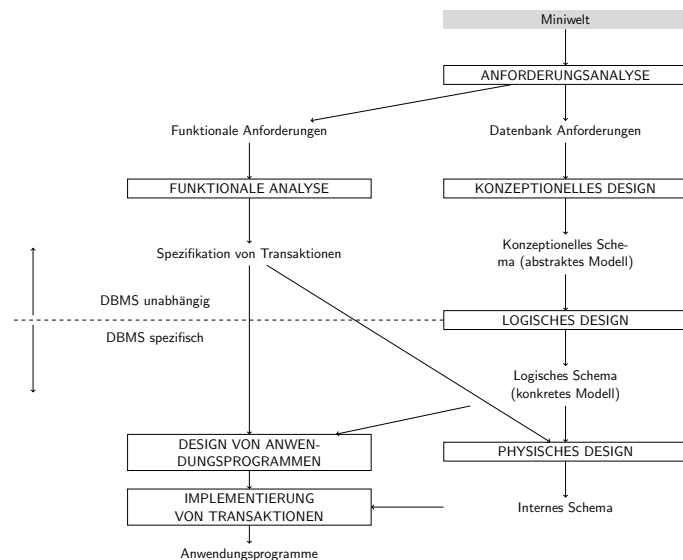 Miniwelt
ANFORDERUNGSANALYSE
Funktionale Anforderungen
Datenbank Anforderungen
FUNKTIONALE ANALYSE
KONZEPTIONELLES DESIGN
Spezifikation von Transaktionen
Konzeptionelles Sche-
ma (abstraktes Modell)
DBMS unabhängig
LOGISCHES DESIGN
DBMS spezifisch
Logisches Schema
(konkretes Modell)
DESIGN VON ANWEN-
DUNGSPROGRAMMEN
PHYSISCHES DESIGN
IMPLEMENTIERUNG
VON TRANSAKTIONEN
Internes Schema
Anwendungsprogramme